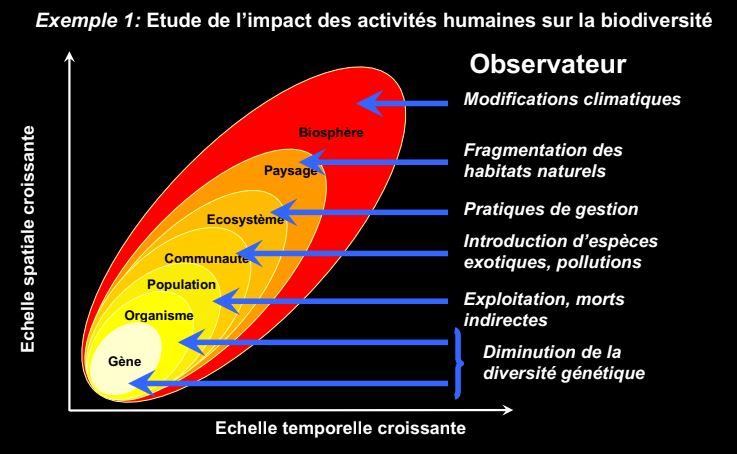 Exemple 1: Etude de l'impact des activités humaines sur la biodiversité
Observateur
Modifications climatiques
Biosphère
Fragmentation des
habitats naturels
Paysage
Pratiques de gestion
Ecosystème
Introduction d'espèces
exotiques, pollutions
Communauté
Population
Exploitation, morts
indirectes
Organisme
Diminution de la
diversité génétique
Gène
Echelle spatiale croissante
Echelle temporelle croissante